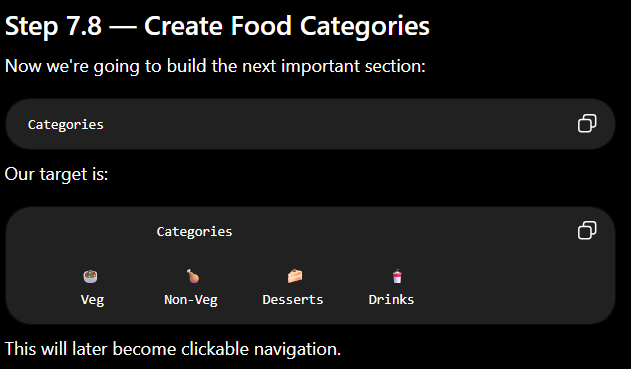 Step 7.8 — Create Food Categories
Now we're going to build the next important section:
Categories
Our target is:
Categories
🥗 🍗 🍰 🥤
Veg Non-Veg Desserts Drinks
This will later become clickable navigation.